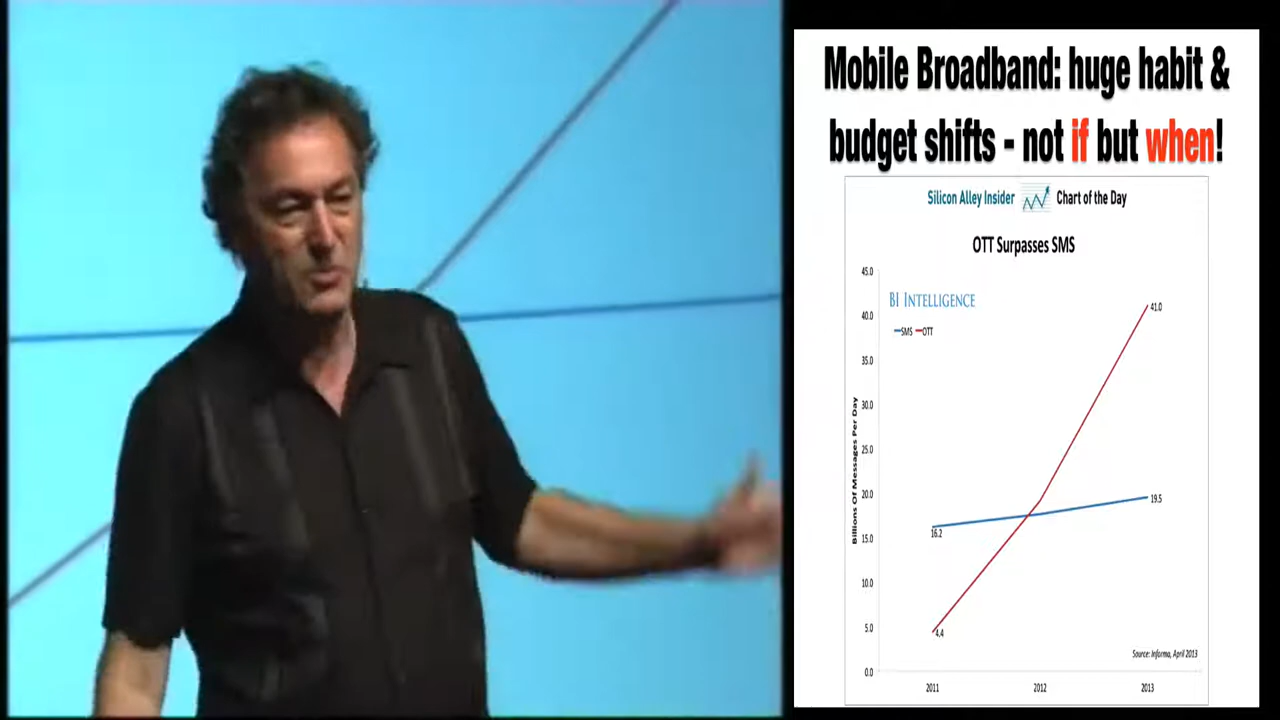 Mobile Broadband: huge habit &
budget shifts - not if but when!
Silicon Alley Insider Chart of the Day
OTT Surpasses SMS
45.0
BI INTELLIGENCE
40.0
SMS OTT
41.0
35.0
30.0
25.0
20.0
19.5
15.0
16.2
10.0
5.0
4.4
0.0
Billions Of Messages Per Day
Source: Informa, April 2013
2011 2012 2013